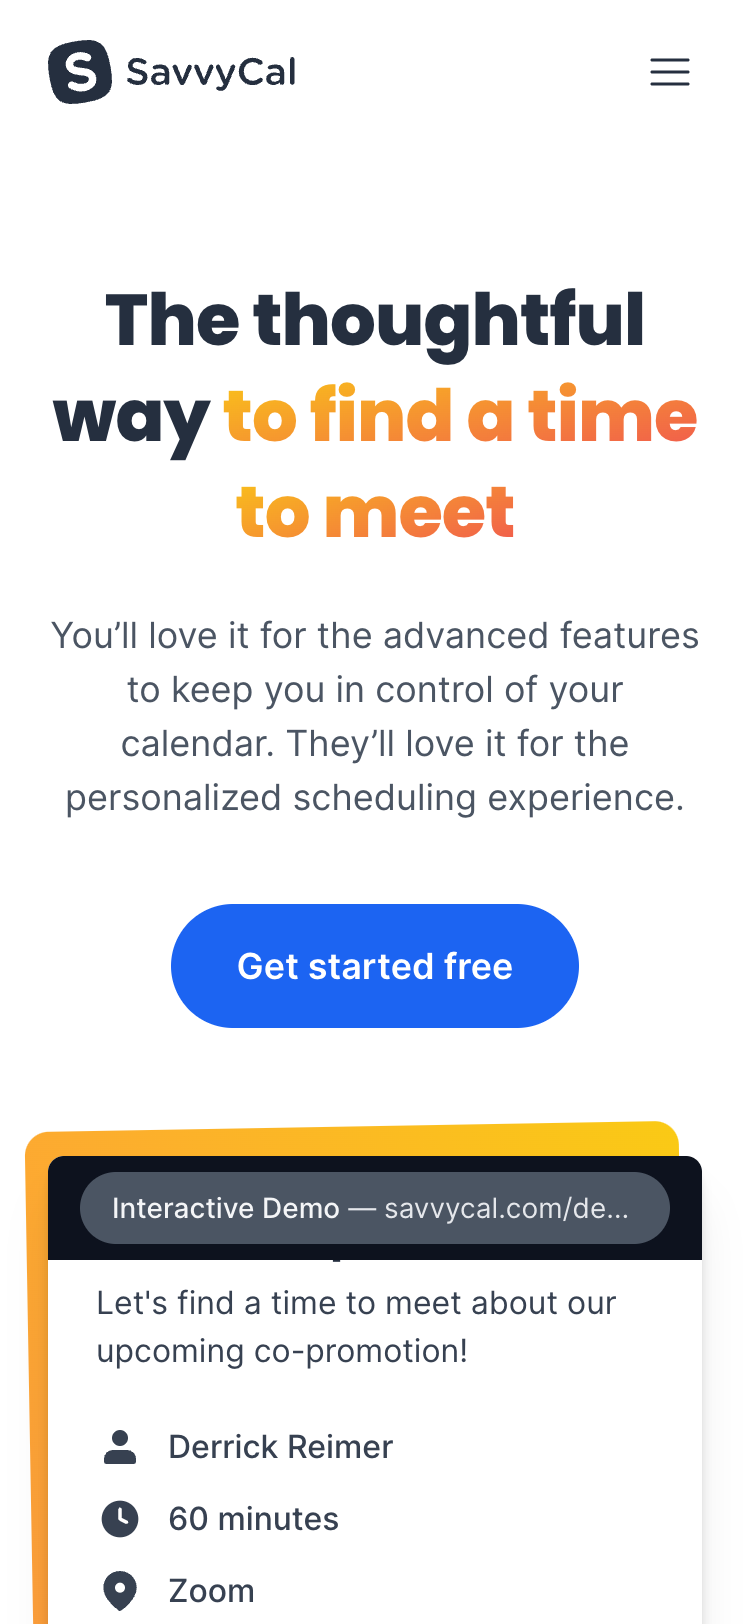 SavvyCal
The thoughtful
way to find a time
to meet
You’ll love it for the advanced features
to keep you in control of your
calendar. They’ll love it for the
personalized scheduling experience.
Get started free
Interactive Demo — savvycal.com/de...
Let's find a time to meet about our
upcoming co-promotion!
Derrick Reimer
60 minutes
Zoom